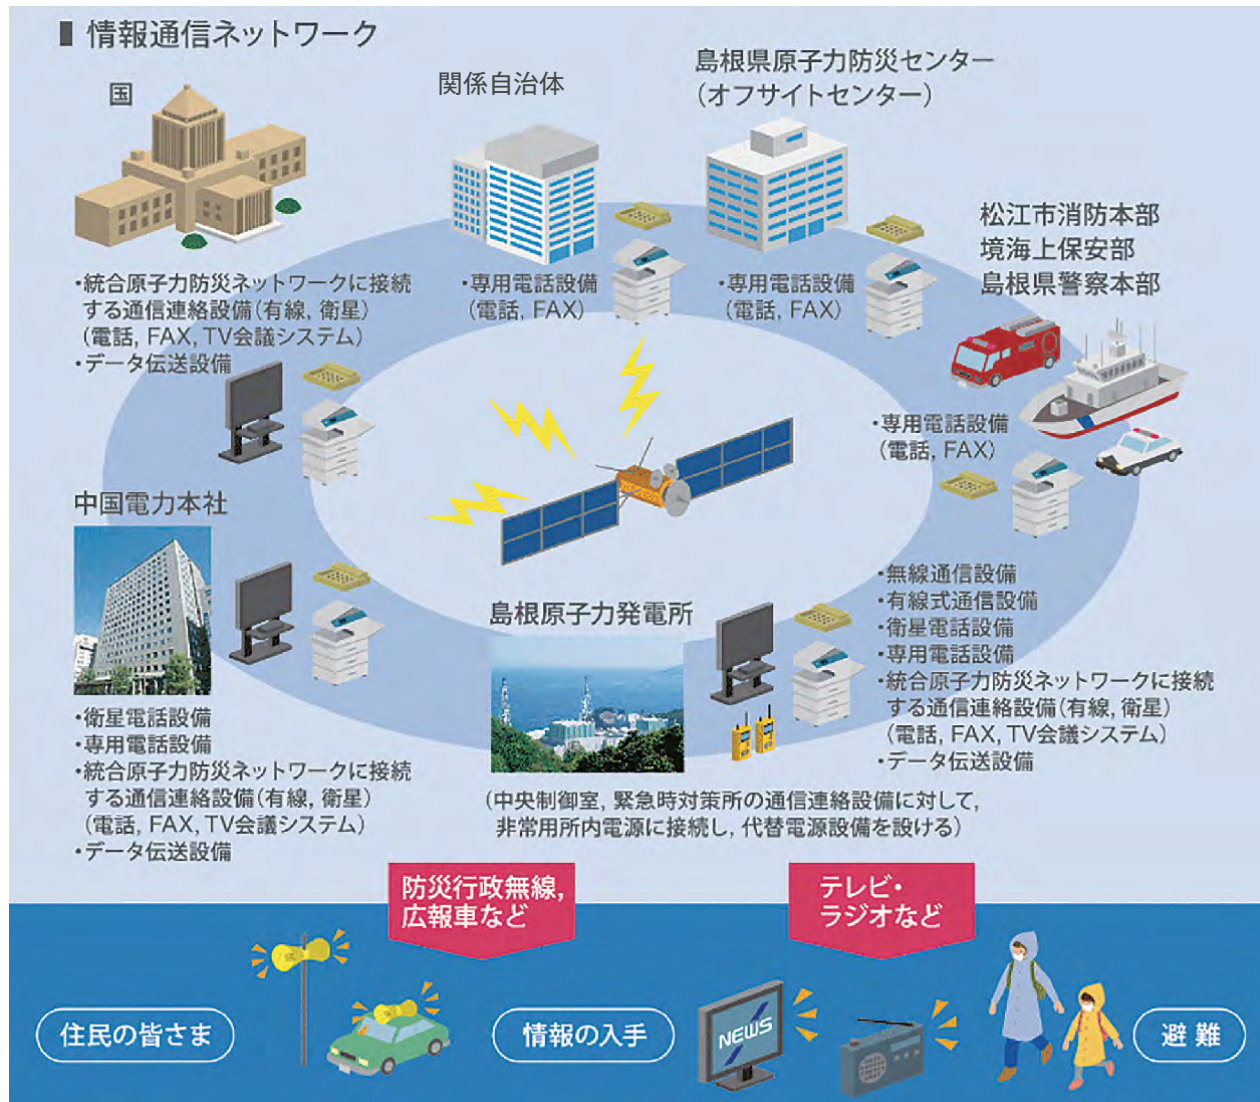 情報通信ネットワーク
国
・統合原子力防災ネットワークに接続
する通信連絡設備(有線, 衛星)
(電話, FAX, TV会議システム)
・データ伝送設備
関係自治体
・専用電話設備
(電話, FAX)
島根県原子力防災センター
(オフサイトセンター)
・専用電話設備
(電話, FAX)
松江市消防本部
境海上保安部
島根県警察本部
・専用電話設備
(電話, FAX)
中国電力本社
・衛星電話設備
・専用電話設備
・統合原子力防災ネットワークに接続
する通信連絡設備(有線, 衛星)
(電話, FAX, TV会議システム)
・データ伝送設備
島根原子力発電所
・無線通信設備
・有線式通信設備
・衛星電話設備
・専用電話設備
・統合原子力防災ネットワークに接続
する通信連絡設備(有線, 衛星)
(電話, FAX, TV会議システム)
・データ伝送設備
(中央制御室, 緊急時対策所の通信連絡設備に対して,
非常用所内電源に接続し, 代替電源設備を設ける)
防災行政無線,
広報車など
テレビ・
ラジオなど
住民の皆さま
情報の入手
NEWS
避難